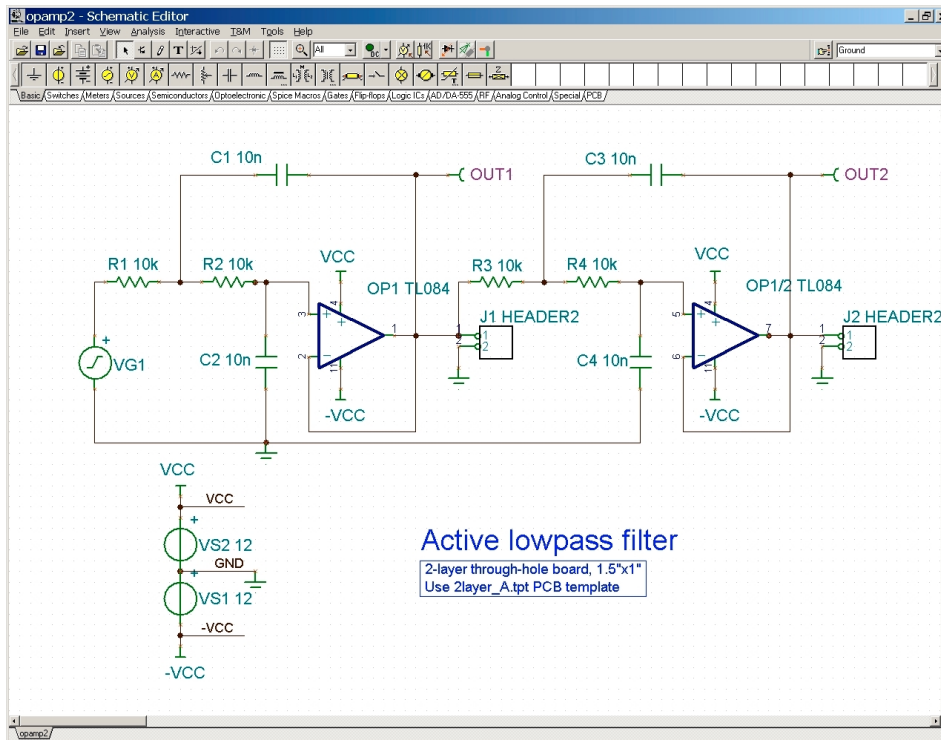 opamp2 - Schematic Editor
File Edit Insert View Analysis Interactive T&M Tools Help
All
Ground
Basic Switches Meters Sources Semiconductors Optoelectronic Spice Macros Gates Flip-flops Logic ICs AD/DA-555 RF Analog Control Special PCB
C1 10n
OUT1
C3 10n
OUT2
R1 10k
R2 10k
VCC
R3 10k
R4 10k
VCC
OP1 TL084
OP1/2 TL084
J1 HEADER2
J2 HEADER2
3
4
1
1
1
2
2
2
11
5
4
7
1
1
2
2
6
11
+
VG1
C2 10n
C4 10n
-VCC
-VCC
VCC
VCC
+
VS2 12
GND
+
VS1 12
-VCC
-VCC
Active lowpass filter
2-layer through-hole board, 1.5"x1"
Use 2layer_A.tpt PCB template
opamp2